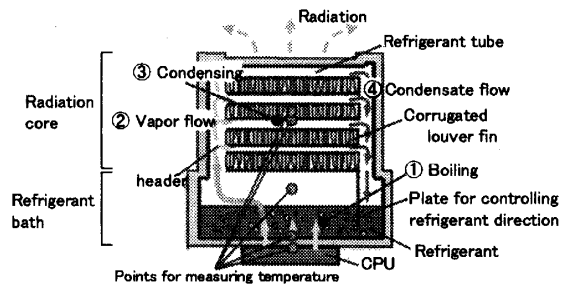 Radiation
Refrigerant tube
③ Condensing
④ Condensate flow
Radiation
core
② Vapor flow
Corrugated
louver fin
header
① Boiling
Refrigerant
bath
Plate for controlling
refrigerant direction
Refrigerant
CPU
Points for measuring temperature